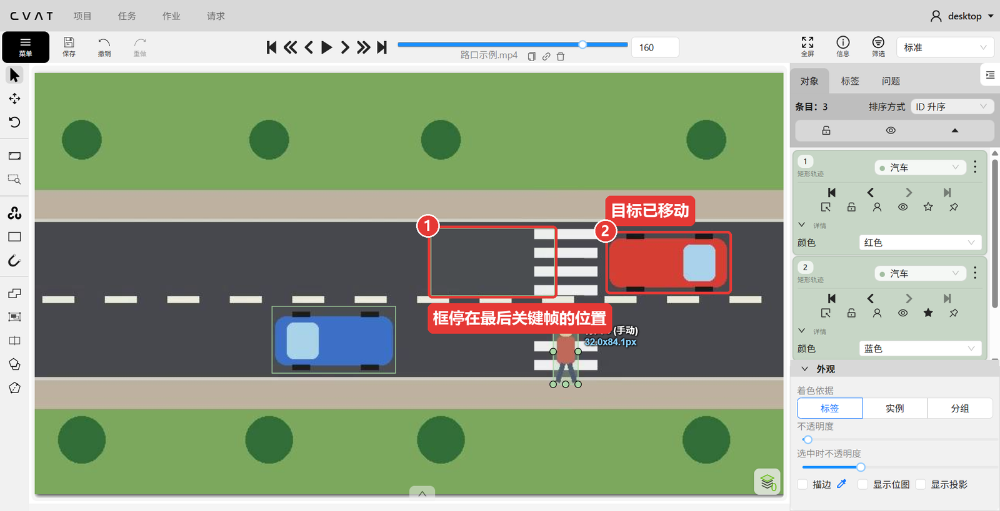 CVAT
项目
任务
作业
请求
desktop
菜单
保存
撤销
重做
路口示例.mp4
160
全屏
信息
筛选
标准
对象
标签
问题
条目：3
排序方式
ID 升序
1
汽车
矩形轨迹
详情
颜色
红色
2
汽车
矩形轨迹
详情
颜色
蓝色
外观
着色依据
标签
实例
分组
不透明度
选中时不透明度
描边
显示位图
显示投影
1
目标已移动
2
框停在最后关键帧的位置
(手动)
32.0x84.1px
0